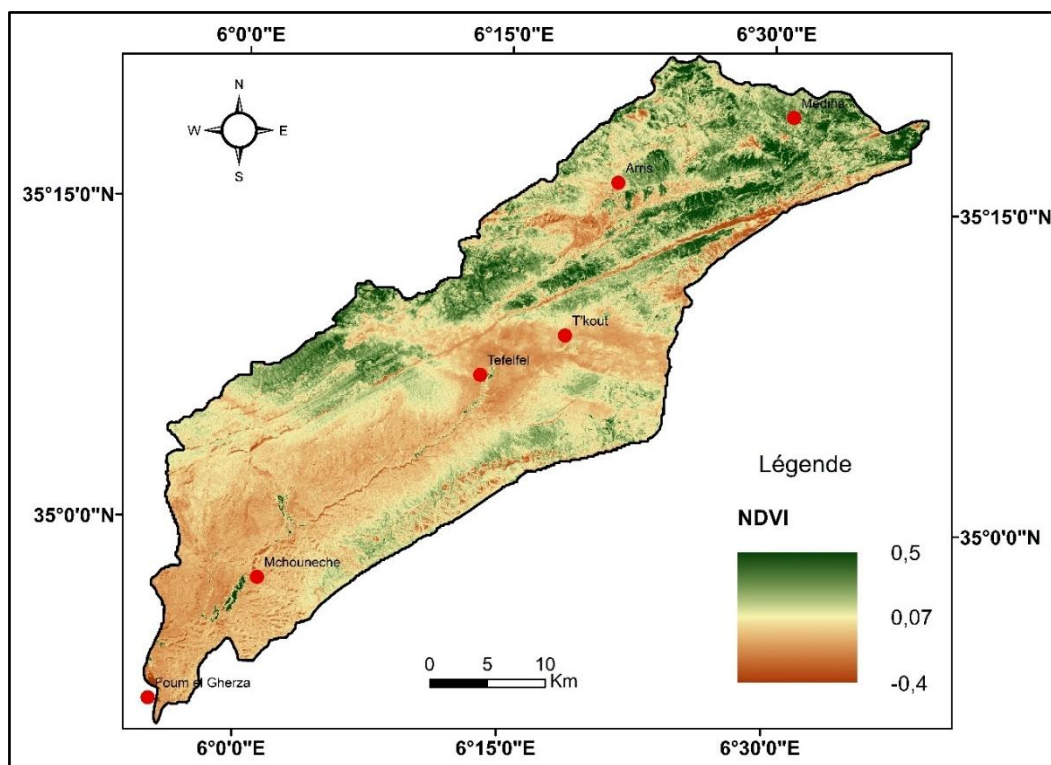 6°0'0"E 6°15'0"E 6°30'0"E
N
W E
S
Medina
Arris
35°15'0"N
35°15'0"N
T'kout
Tefelfel
Légende
35°0'0"N
NDVI
35°0'0"N
0,5
Mchouneche
0,07
0 5 10
Km
-0,4
Foum el Gherza
6°0'0"E 6°15'0"E 6°30'0"E